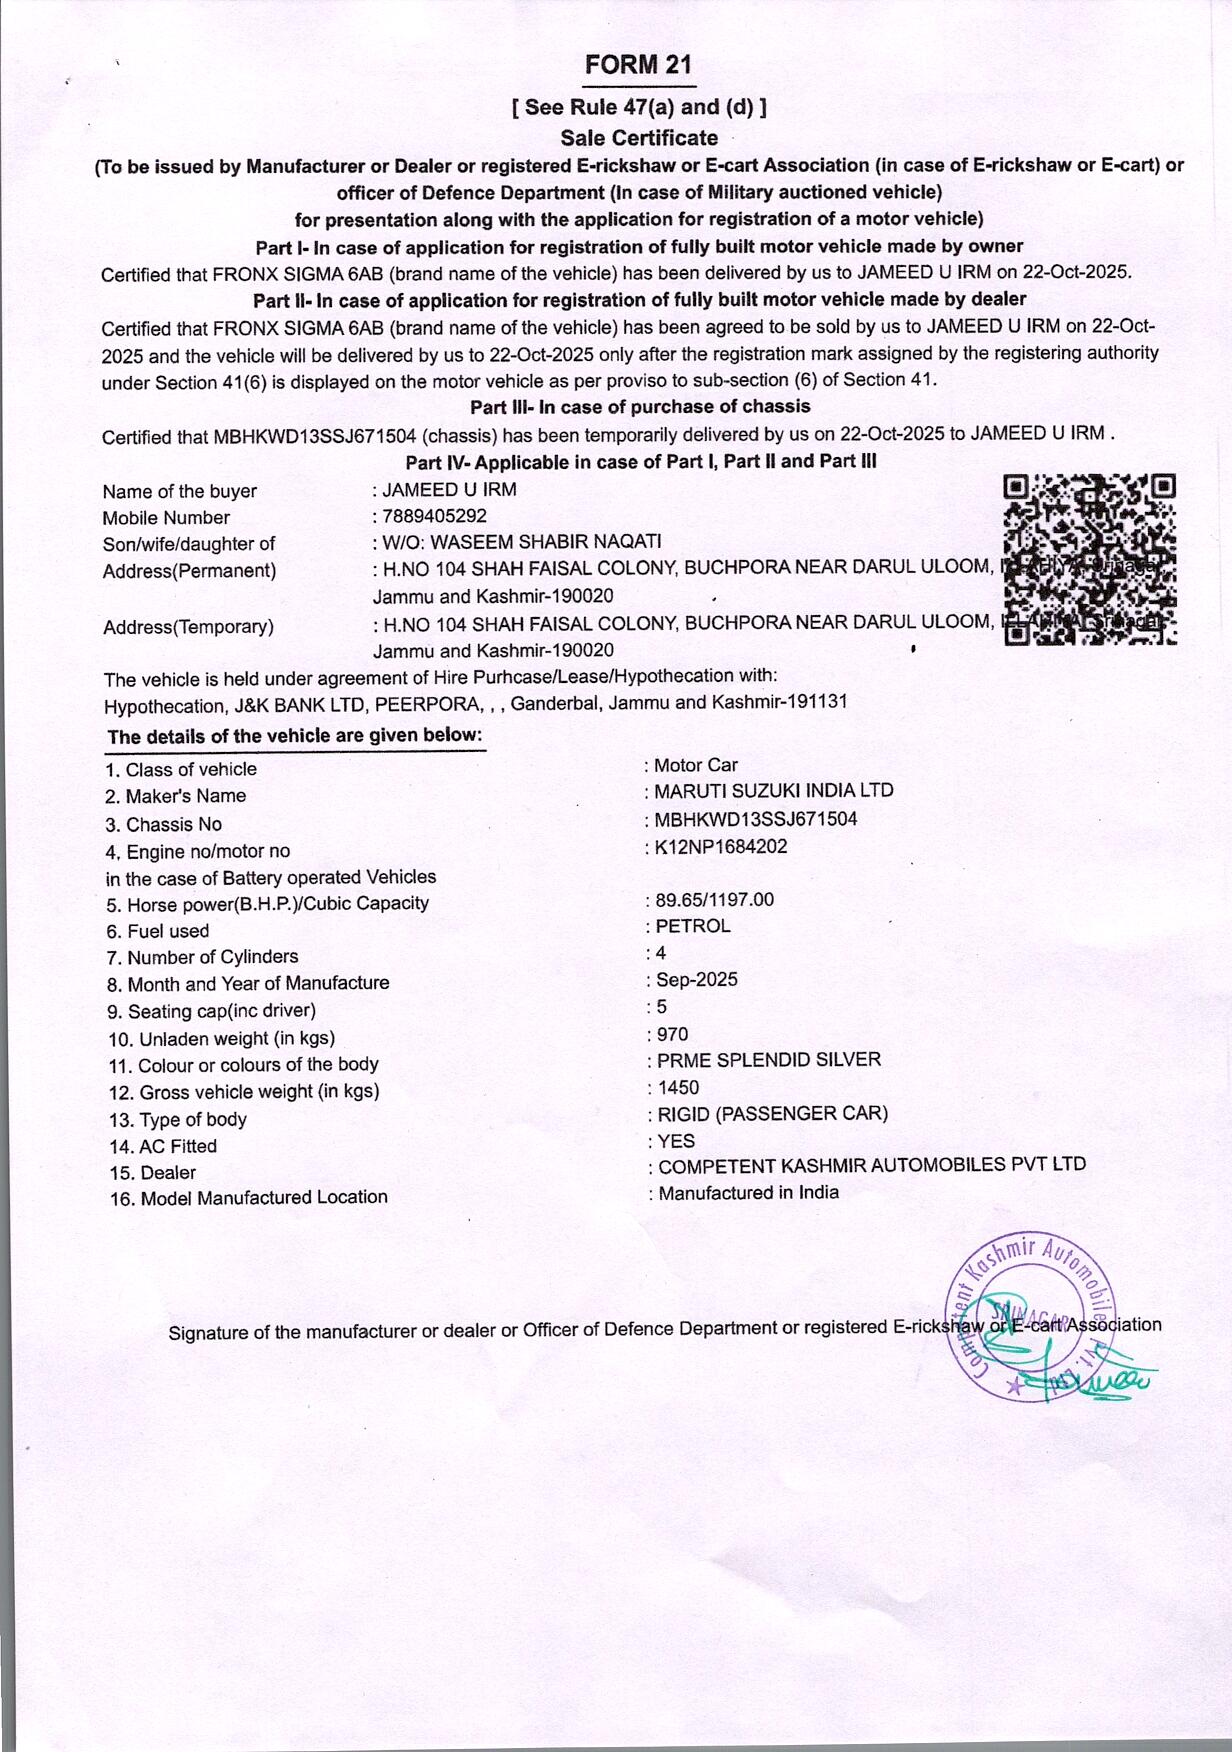 FORM 21
[ See Rule 47(a) and (d) ]
Sale Certificate
(To be issued by Manufacturer or Dealer or registered E-rickshaw or E-cart Association (in case of E-rickshaw or E-cart) or
officer of Defence Department (In case of Military auctioned vehicle)
for presentation along with the application for registration of a motor vehicle)
Part I- In case of application for registration of fully built motor vehicle made by owner
Certified that FRONX SIGMA 6AB (brand name of the vehicle) has been delivered by us to JAMEED U IRM on 22-Oct-2025.
Part II- In case of application for registration of fully built motor vehicle made by dealer
Certified that FRONX SIGMA 6AB (brand name of the vehicle) has been agreed to be sold by us to JAMEED U IRM on 22-Oct-
2025 and the vehicle will be delivered by us to 22-Oct-2025 only after the registration mark assigned by the registering authority
under Section 41(6) is displayed on the motor vehicle as per proviso to sub-section (6) of Section 41.
Part III- In case of purchase of chassis
Certified that MBHKWD13SSJ671504 (chassis) has been temporarily delivered by us on 22-Oct-2025 to JAMEED U IRM .
Part IV- Applicable in case of Part I, Part II and Part III
Name of the buyer : JAMEED U IRM
Mobile Number : 7889405292
Son/wife/daughter of : W/O: WASEEM SHABIR NAQATI
Address(Permanent) : H.NO 104 SHAH FAISAL COLONY, BUCHPORA NEAR DARUL ULOOM, Srinagar,
Jammu and Kashmir-190020
Address(Temporary) : H.NO 104 SHAH FAISAL COLONY, BUCHPORA NEAR DARUL ULOOM, Srinagar,
Jammu and Kashmir-190020
The vehicle is held under agreement of Hire Purhcase/Lease/Hypothecation with:
Hypothecation, J&K BANK LTD, PEERPORA, , , Ganderbal, Jammu and Kashmir-191131
The details of the vehicle are given below:
1. Class of vehicle : Motor Car
2. Maker's Name : MARUTI SUZUKI INDIA LTD
3. Chassis No : MBHKWD13SSJ671504
4. Engine no/motor no : K12NP1684202
in the case of Battery operated Vehicles
5. Horse power(B.H.P.)/Cubic Capacity : 89.65/1197.00
6. Fuel used : PETROL
7. Number of Cylinders : 4
8. Month and Year of Manufacture : Sep-2025
9. Seating cap(inc driver) : 5
10. Unladen weight (in kgs) : 970
11. Colour or colours of the body : PRME SPLENDID SILVER
12. Gross vehicle weight (in kgs) : 1450
13. Type of body : RIGID (PASSENGER CAR)
14. AC Fitted : YES
15. Dealer : COMPETENT KASHMIR AUTOMOBILES PVT LTD
16. Model Manufactured Location : Manufactured in India
Competent Kashmir Automobiles Pvt. Ltd
SRINAGAR
Signature of the manufacturer or dealer or Officer of Defence Department or registered E-rickshaw or E-cart Association